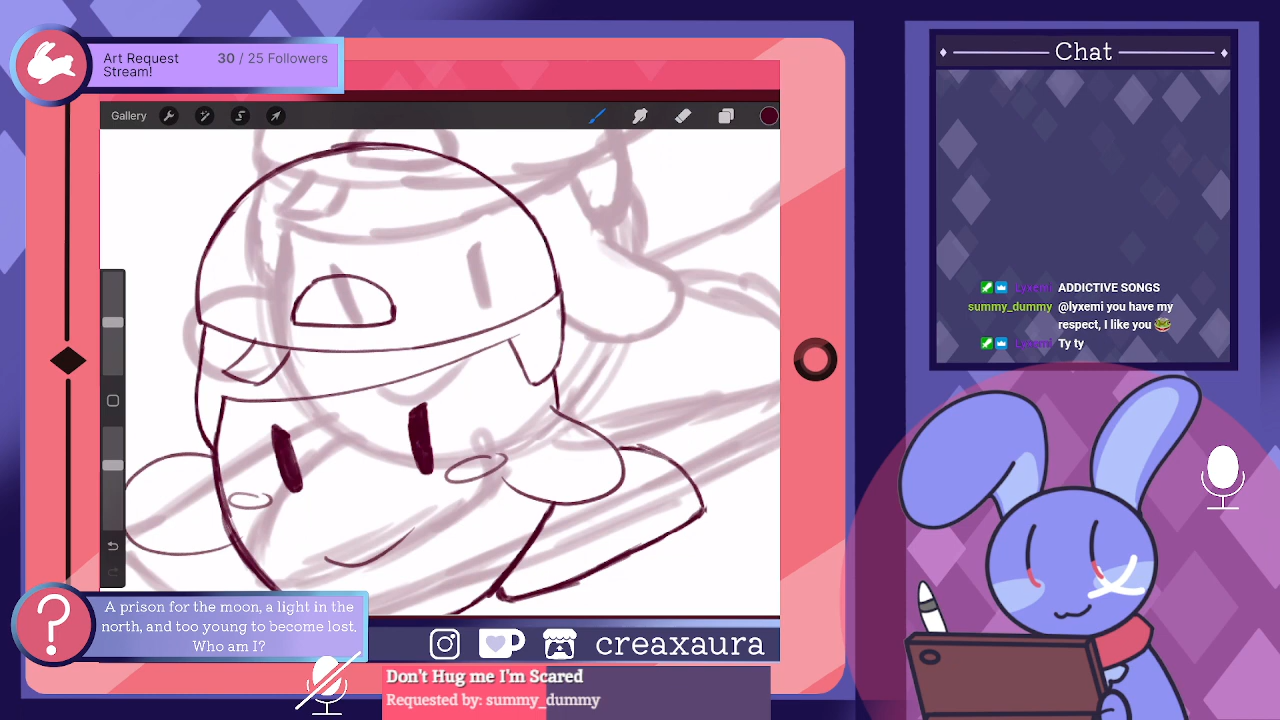 Art Request
Stream!
30 / 25 Followers
Gallery
Chat
Lyxemi ADDICTIVE SONGS
summy_dummy @lyxemi you have my
respect, I like you
Lyxemi Ty ty
A prison for the moon, a light in the
north, and too young to become lost.
Who am I?
creaxaura
Don't Hug me I'm Scared
Requested by: summy_dummy